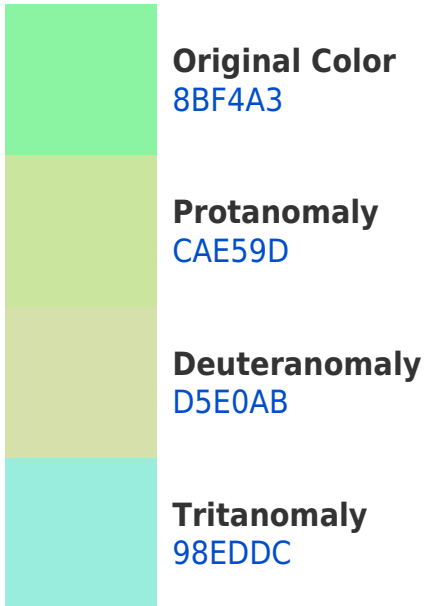 Original Color
8BF4A3
Protanomaly
CAE59D
Deuteranomaly
D5E0AB
Tritanomaly
98EDDC